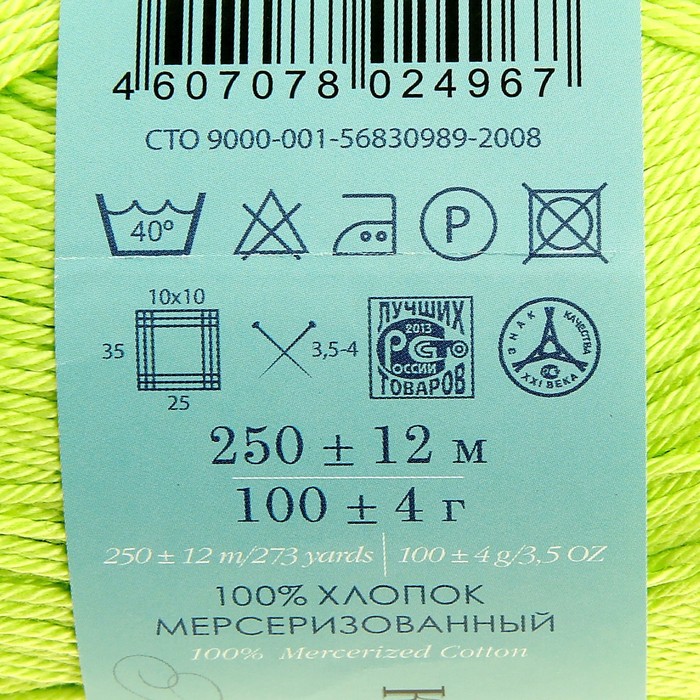 4 607078 024967
СТО 9000-001-56830989-2008
40° P
10x10
35
25
3,5-4
ЛУЧШИХ
2013
РОССИИ
ТОВАРОВ
ЗНАК КАЧЕСТВА
XXI ВЕКА
250 ± 12 м
100 ± 4 г
250 ± 12 m/273 yards | 100 ± 4 g/3,5 OZ
100% ХЛОПОК
МЕРСЕРИЗОВАННЫЙ
100% Mercerized Cotton